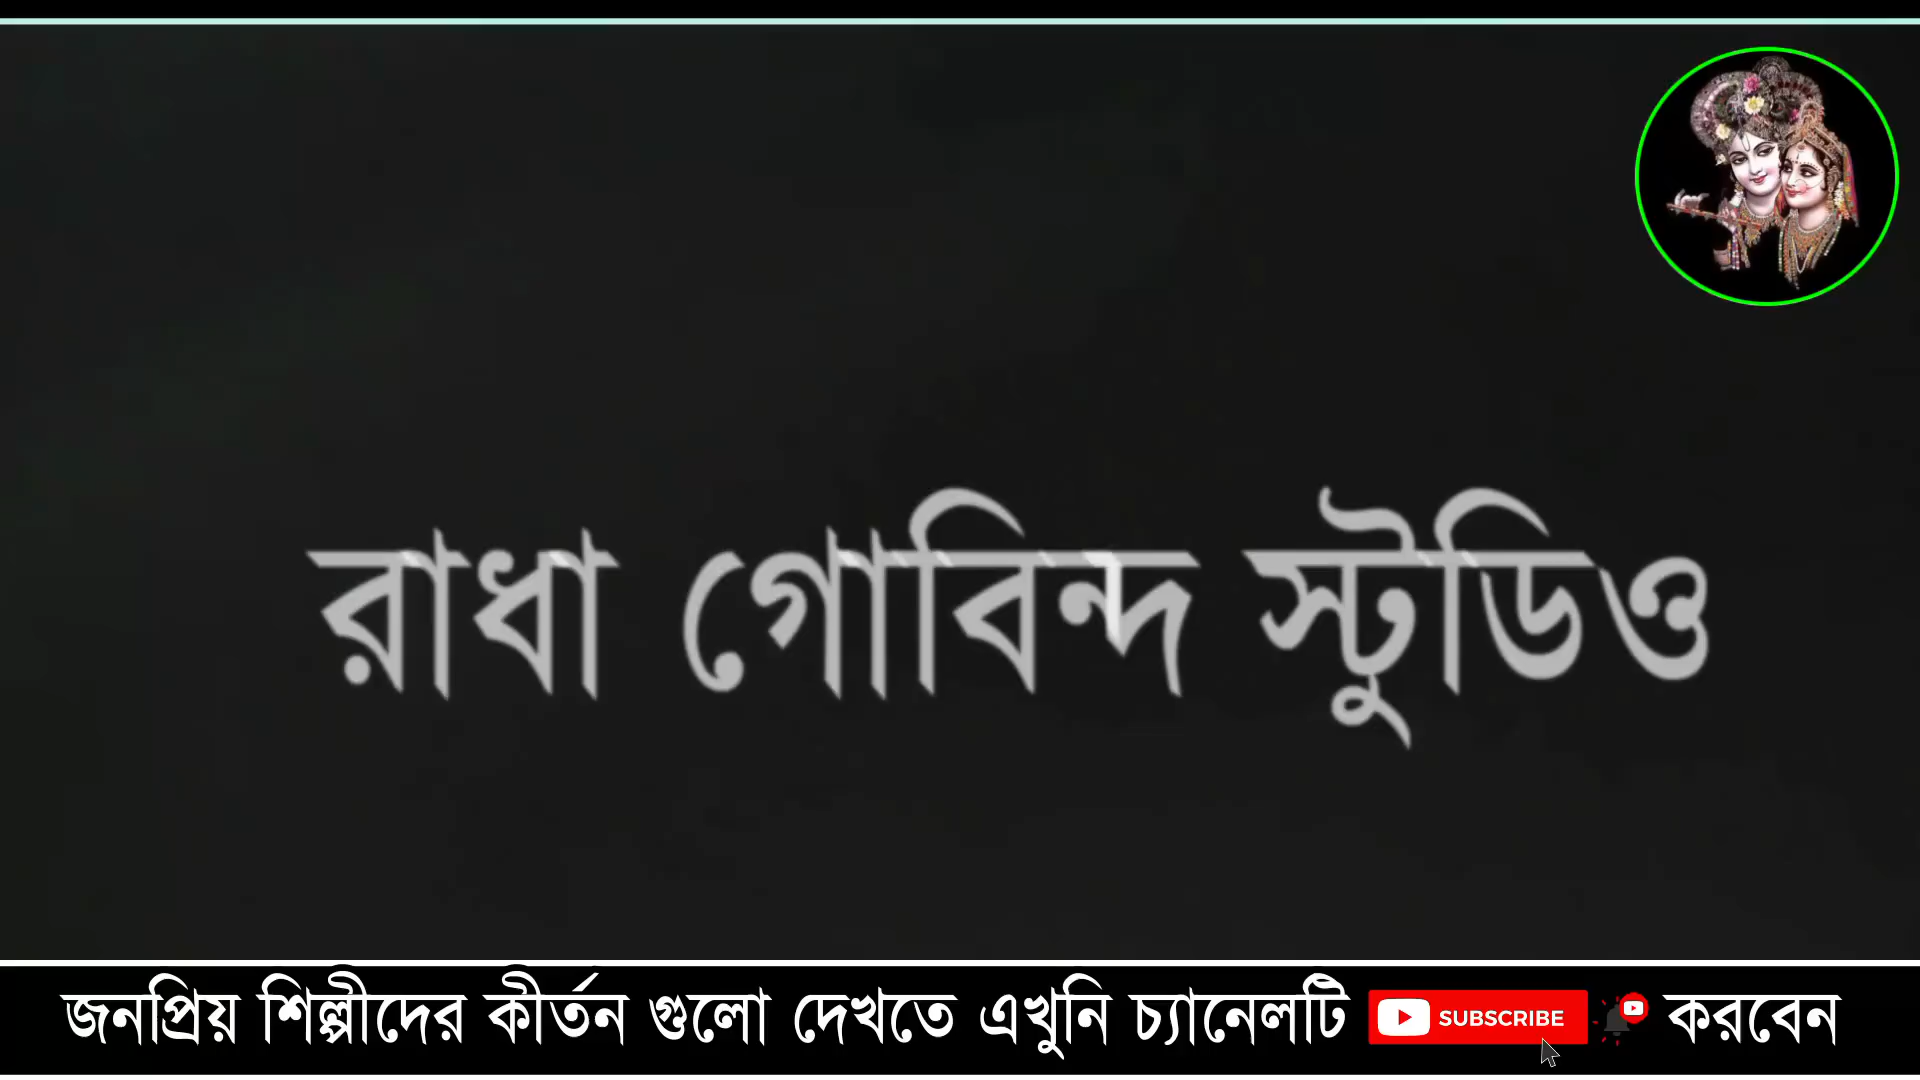 রাধা গোবিন্দ স্টুডিও
জনপ্রিয় শিল্পীদের কীর্তন গুলো দেখতে এখুনি চ্যানেলটি SUBSCRIBE করবেন